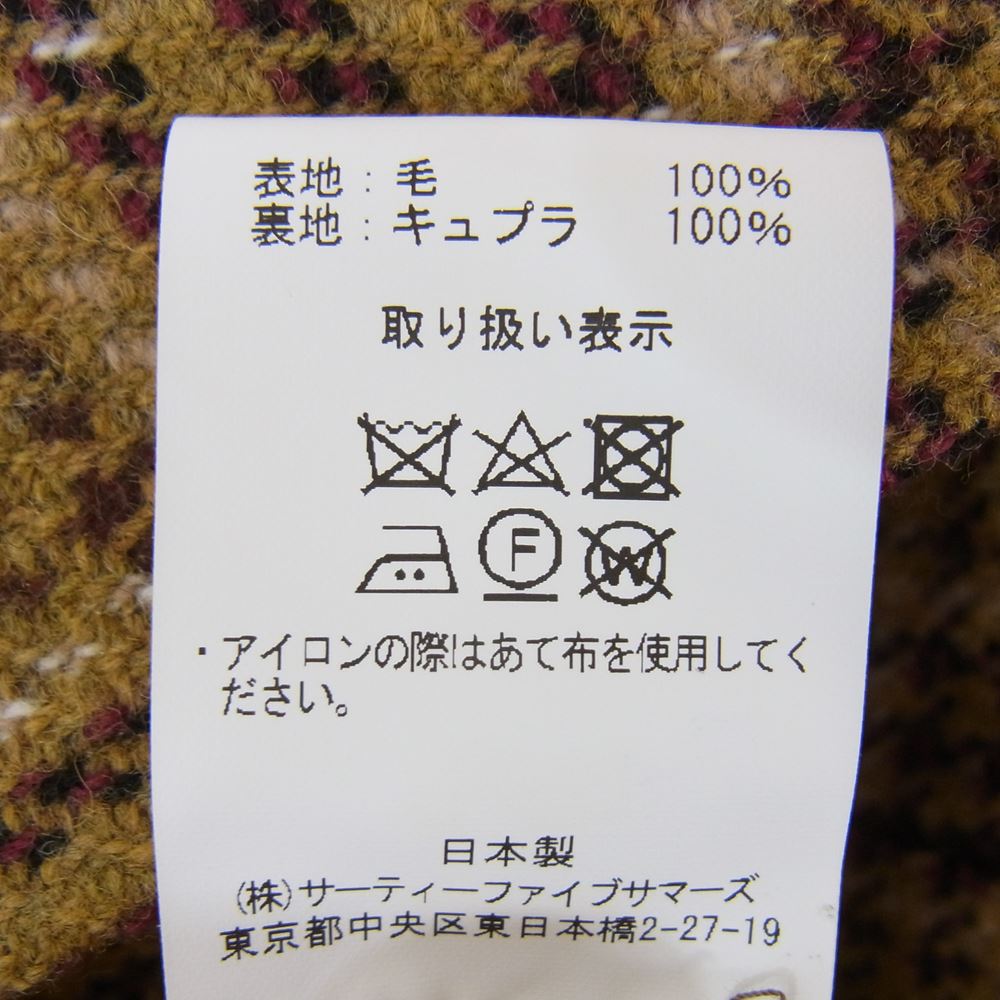 表地：毛 100%
裏地：キュプラ 100%
取り扱い表示
F
W
・アイロンの際はあて布を使用してく
ださい。
日本製
(株)サーティーファイブサマーズ
東京都中央区東日本橋2-27-19